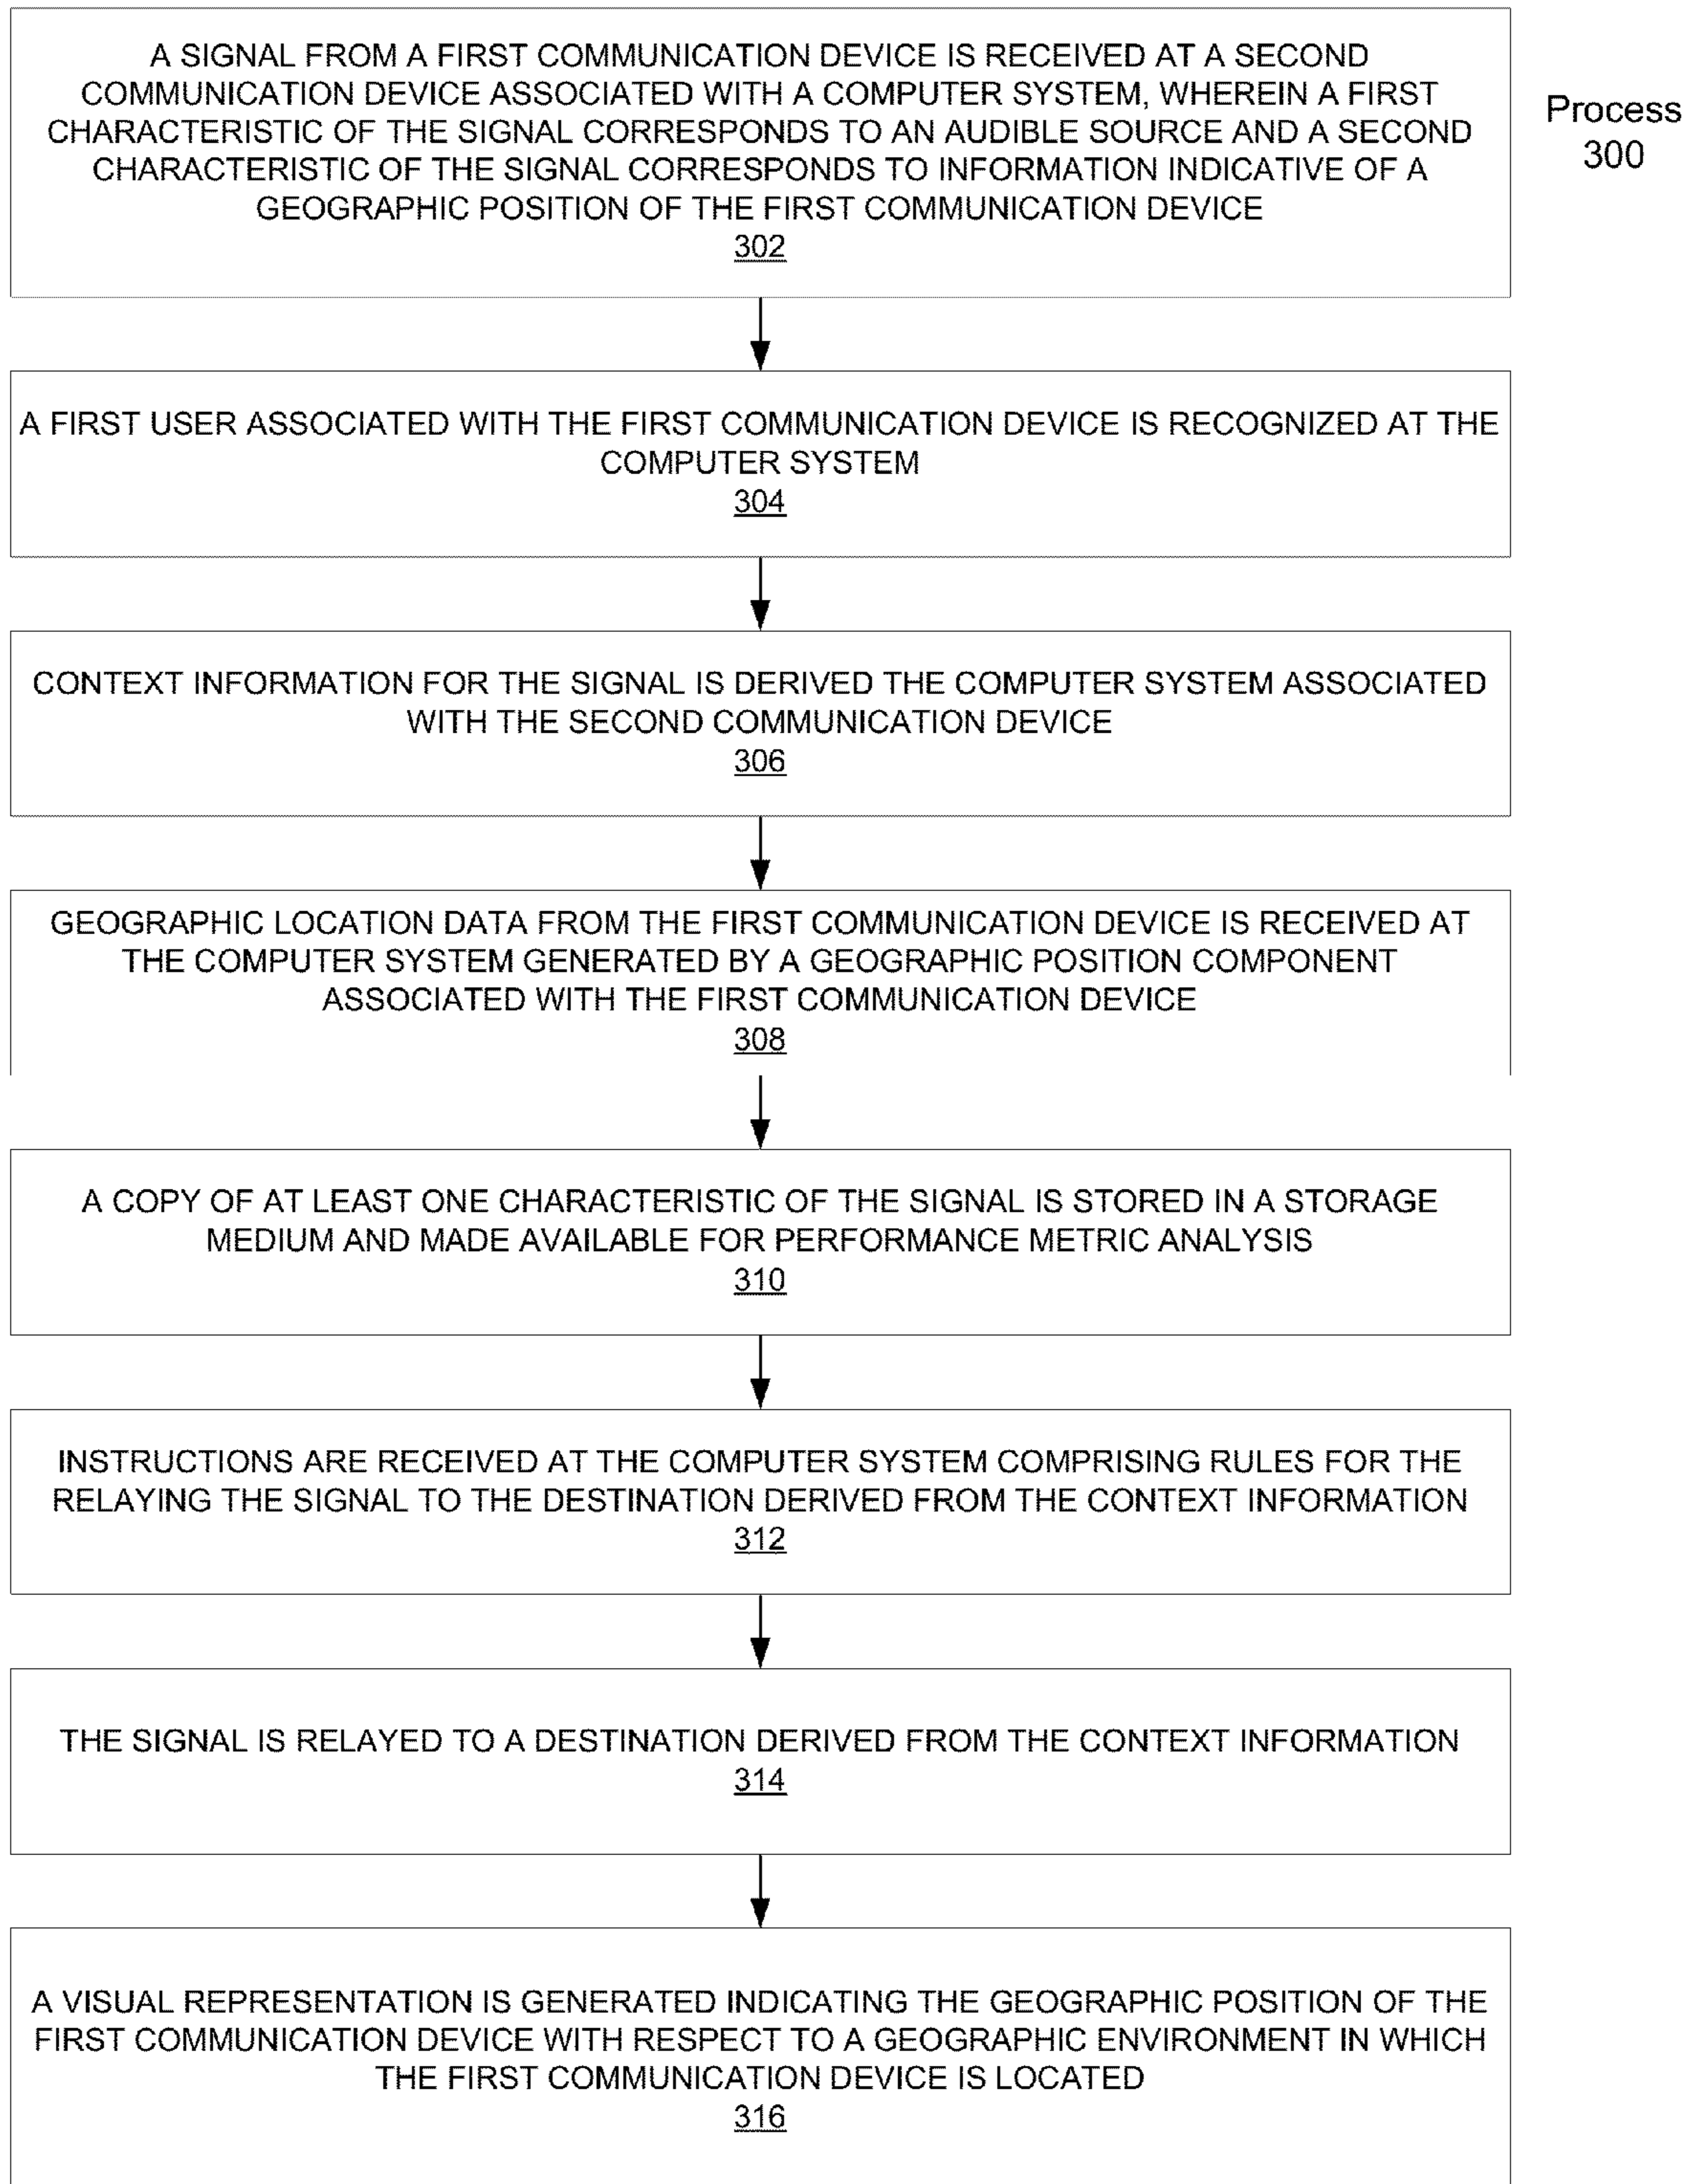 A SIGNAL FROM A FIRST COMMUNICATION DEVICE IS RECEIVED AT A SECOND
COMMUNICATION DEVICE ASSOCIATED WITH A COMPUTER SYSTEM, WHEREIN A FIRST
CHARACTERISTIC OF THE SIGNAL CORRESPONDS TO AN AUDIBLE SOURCE AND A SECOND
CHARACTERISTIC OF THE SIGNAL CORRESPONDS TO INFORMATION INDICATIVE OF A
GEOGRAPHIC POSITION OF THE FIRST COMMUNICATION DEVICE
302
Process
300
A FIRST USER ASSOCIATED WITH THE FIRST COMMUNICATION DEVICE IS RECOGNIZED AT THE
COMPUTER SYSTEM
304
CONTEXT INFORMATION FOR THE SIGNAL IS DERIVED THE COMPUTER SYSTEM ASSOCIATED
WITH THE SECOND COMMUNICATION DEVICE
306
GEOGRAPHIC LOCATION DATA FROM THE FIRST COMMUNICATION DEVICE IS RECEIVED AT
THE COMPUTER SYSTEM GENERATED BY A GEOGRAPHIC POSITION COMPONENT
ASSOCIATED WITH THE FIRST COMMUNICATION DEVICE
308
A COPY OF AT LEAST ONE CHARACTERISTIC OF THE SIGNAL IS STORED IN A STORAGE
MEDIUM AND MADE AVAILABLE FOR PERFORMANCE METRIC ANALYSIS
310
INSTRUCTIONS ARE RECEIVED AT THE COMPUTER SYSTEM COMPRISING RULES FOR THE
RELAYING THE SIGNAL TO THE DESTINATION DERIVED FROM THE CONTEXT INFORMATION
312
THE SIGNAL IS RELAYED TO A DESTINATION DERIVED FROM THE CONTEXT INFORMATION
314
A VISUAL REPRESENTATION IS GENERATED INDICATING THE GEOGRAPHIC POSITION OF THE
FIRST COMMUNICATION DEVICE WITH RESPECT TO A GEOGRAPHIC ENVIRONMENT IN WHICH
THE FIRST COMMUNICATION DEVICE IS LOCATED
316